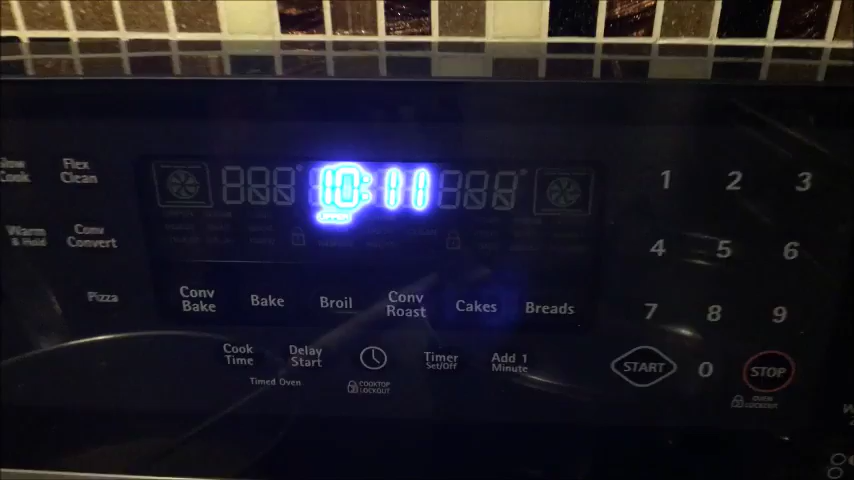 Slow
Cook
Flex
Clean
10:11
UPPER
1 2 3
Warm
& Hold
Conv
Convert
4 5 6
Pizza
Conv
Bake
Bake
Broil
Conv
Roast
Cakes
Breads
7 8 9
Cook
Time
Delay
Start
Timer
Set/Off
Add 1
Minute
START
0
STOP
Timed Oven
COOKTOP
LOCKOUT
OVEN
LOCKOUT